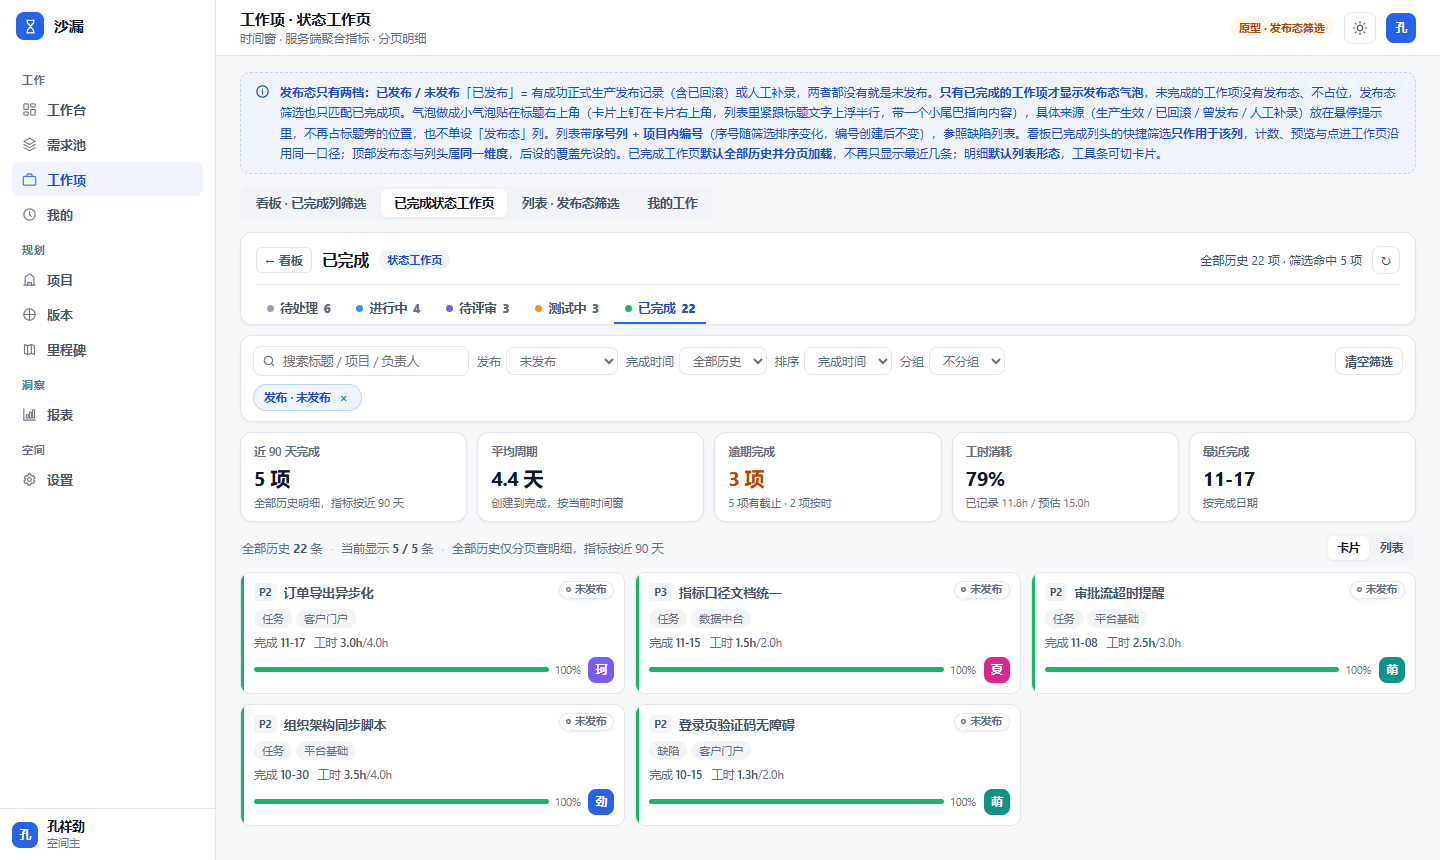 沙漏
工作
工作台
需求池
工作项
我的
规划
项目
版本
里程碑
洞察
报表
空间
设置
孔祥劲
空间主
孔
工作项 · 状态工作页
时间窗 · 服务端聚合指标 · 分页明细
原型 · 发布态筛选
孔
发布态只有两档：已发布 / 未发布「已发布」= 有成功正式生产发布记录（含已回滚）或人工补录，两者都没有就是未发布。只有已完成的工作项才显示发布态气泡，未完成的工作项没有发布态、不占位，发布态
筛选也只匹配已完成项。气泡做成小气泡贴在标题右上角（卡片上钉在卡片右上角，列表里紧跟标题文字上浮半行，带一个小尾巴指向内容），具体来源（生产生效 / 已回滚 / 曾发布 / 人工补录）放在悬停提示
里，不再占标题旁的位置，也不单设「发布态」列。列表带序号列 + 项目内编号（序号随筛选排序变化，编号创建后不变），参照缺陷列表。看板已完成列头的快捷筛选只作用于该列，计数、预览与点进工作页沿
用同一口径；顶部发布态与列头属同一维度，后设的覆盖先设的。已完成工作页默认全部历史并分页加载，不再只显示最近几条；明细默认列表形态，工具条可切卡片。
看板 · 已完成列筛选
已完成状态工作页
列表 · 发布态筛选
我的工作
← 看板
已完成
状态工作页
全部历史 22 项 · 筛选命中 5 项
↻
待处理 6
进行中 4
待评审 3
测试中 3
已完成 22
搜索标题 / 项目 / 负责人
发布
未发布
完成时间
全部历史
排序
完成时间
分组
不分组
清空筛选
发布 · 未发布 ×
近 90 天完成
5 项
全部历史明细，指标按近 90 天
平均周期
4.4 天
创建到完成，按当前时间窗
逾期完成
3 项
5 项有截止 · 2 项按时
工时消耗
79%
已记录 11.8h / 预估 15.0h
最近完成
11-17
按完成日期
全部历史 22 条 · 当前显示 5 / 5 条 · 全部历史仅分页查明细，指标按近 90 天
卡片
列表
P2 订单导出异步化
未发布
任务 客户门户
完成 11-17 工时 3.0h/4.0h
100% 珂
P3 指标口径文档统一
未发布
任务 数据中台
完成 11-15 工时 1.5h/2.0h
100% 夏
P2 审批流超时提醒
未发布
任务 平台基础
完成 11-08 工时 2.5h/3.0h
100% 萌
P2 组织架构同步脚本
未发布
任务 平台基础
完成 10-30 工时 3.5h/4.0h
100% 劲
P2 登录页验证码无障碍
未发布
缺陷 客户门户
完成 10-15 工时 1.3h/2.0h
100% 萌